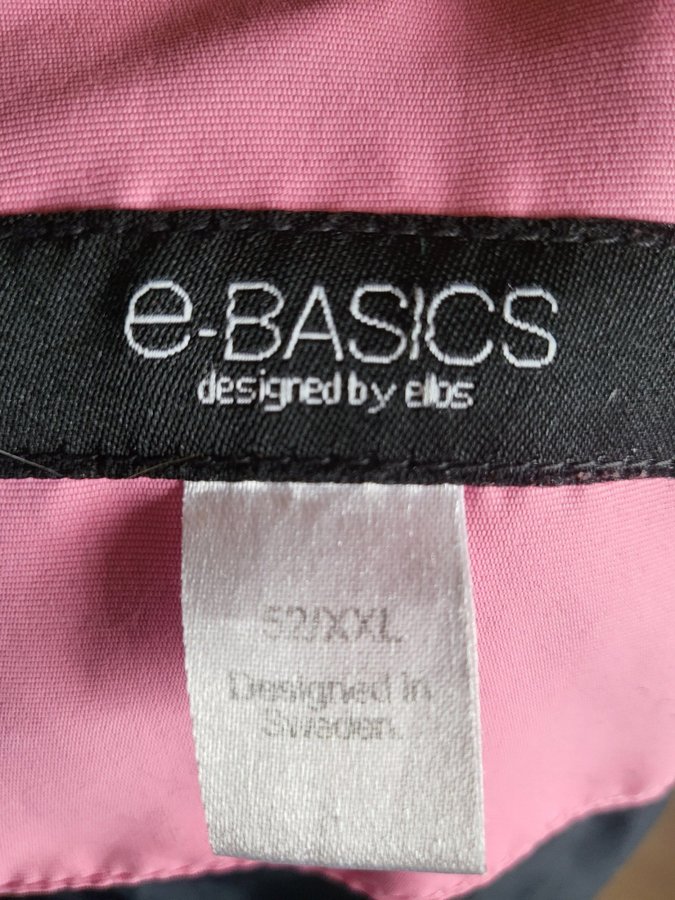 e-BASICS
designed by ellos
52/XXL
Designed in
Sweden.